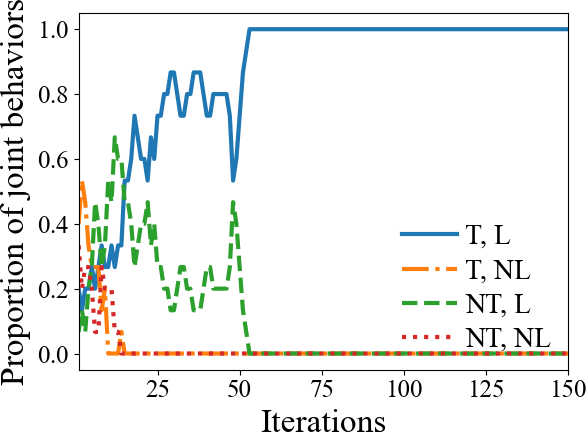 Proportion of joint behaviors
1.0
0.8
0.6
0.4
0.2
0.0
T, L
T, NL
NT, L
NT, NL
25 50 75 100 125 150
Iterations